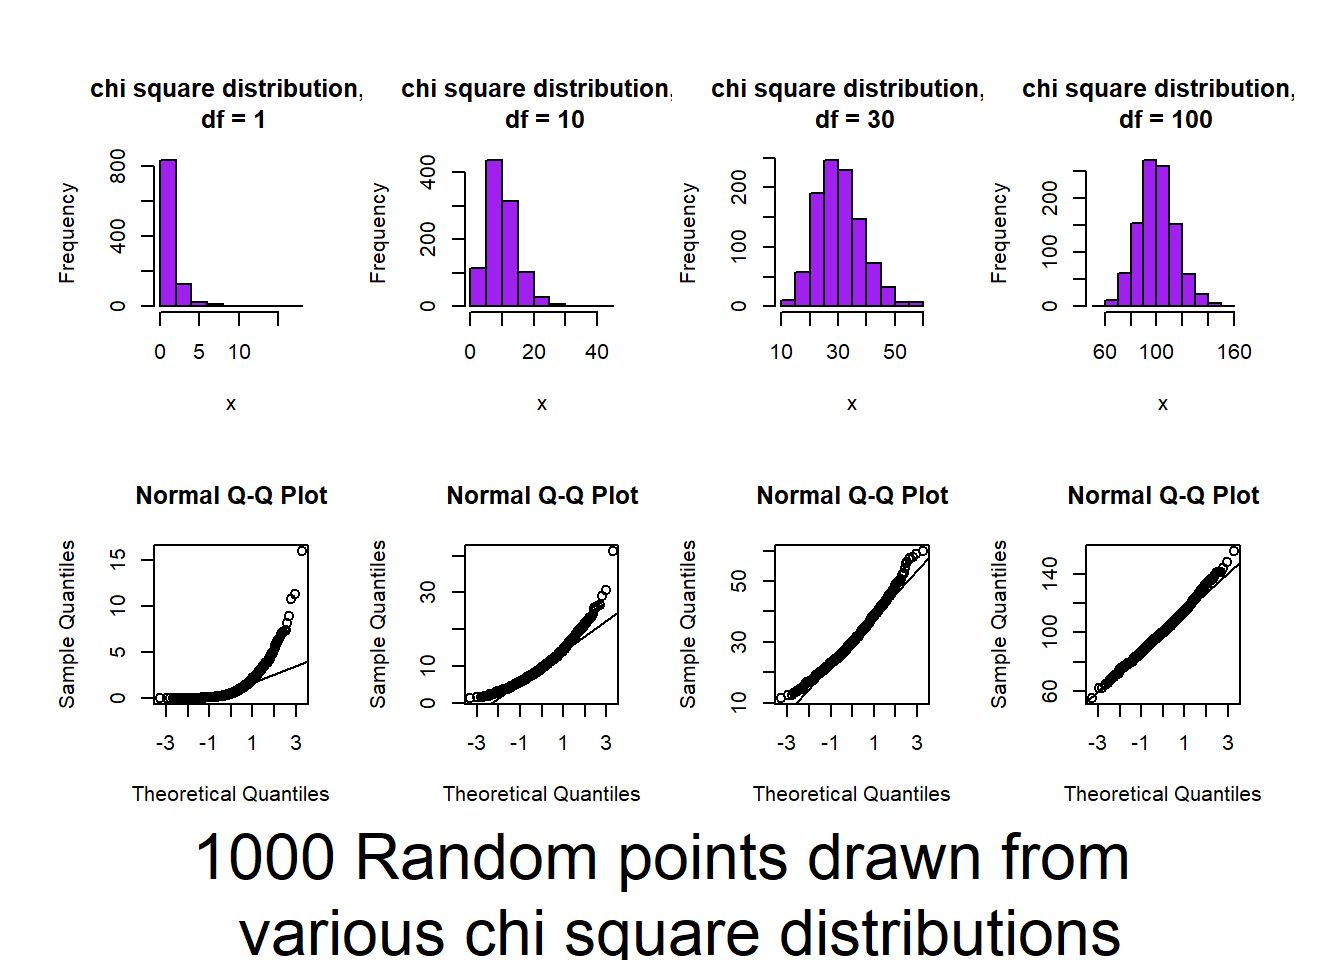 chi square distribution,
df = 1
chi square distribution,
df = 10
chi square distribution,
df = 30
chi square distribution,
df = 100
Frequency
0 400 800
0 5 10
x
Frequency
0 200 400
0 20 40
x
Frequency
0 100 200
10 30 50
x
Frequency
0 100 200
60 100 160
x
Normal Q-Q Plot
Sample Quantiles
0 5 10 15
-3 -1 1 3
Theoretical Quantiles
Normal Q-Q Plot
Sample Quantiles
0 10 30
-3 -1 1 3
Theoretical Quantiles
Normal Q-Q Plot
Sample Quantiles
10 30 50
-3 -1 1 3
Theoretical Quantiles
Normal Q-Q Plot
Sample Quantiles
60 100 140
-3 -1 1 3
Theoretical Quantiles
1000 Random points drawn from
various chi square distributions